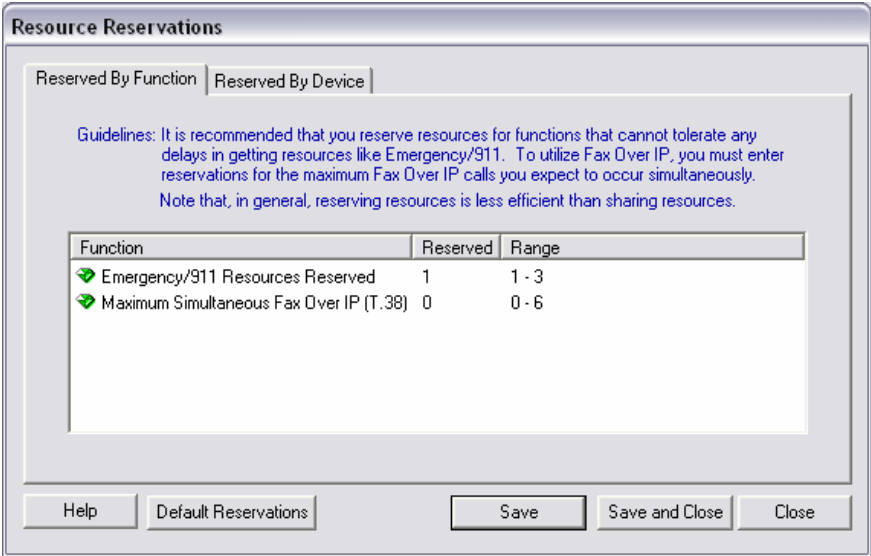 Resource Reservations
Reserved By Function Reserved By Device
Guidelines: It is recommended that you reserve resources for functions that cannot tolerate any
delays in getting resources like Emergency/911. To utilize Fax Over IP, you must enter
reservations for the maximum Fax Over IP calls you expect to occur simultaneously.
Note that, in general, reserving resources is less efficient than sharing resources.
Function Reserved Range
Emergency/911 Resources Reserved 1 1 - 3
Maximum Simultaneous Fax Over IP (T.38) 0 0 - 6
Help Default Reservations Save Save and Close Close